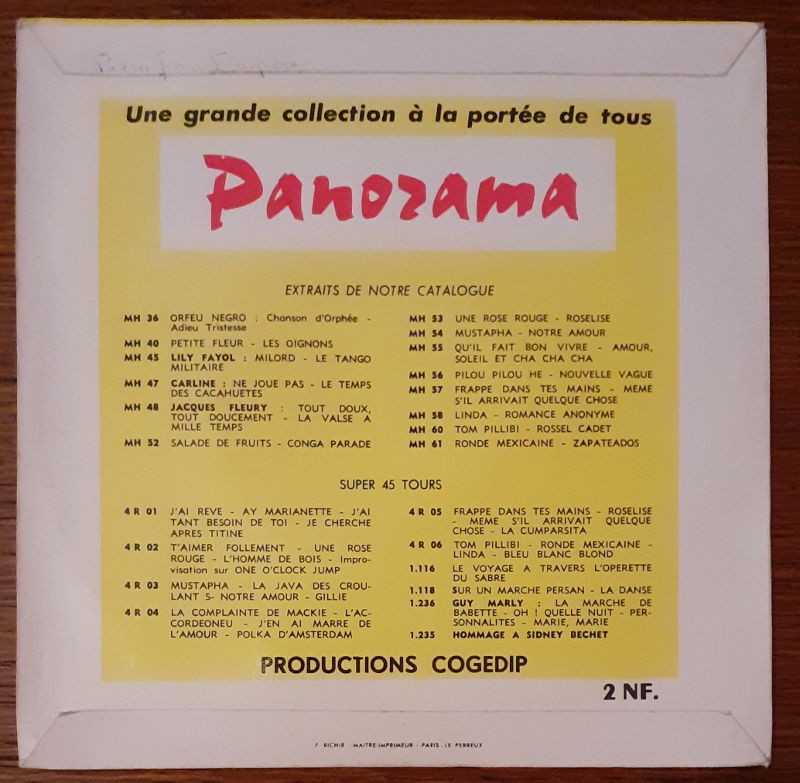 Une grande collection à la portée de tous
Panorama
EXTRAITS DE NOTRE CATALOGUE
MH 36 ORFEU NEGRO : Chanson d'Orphée -
Adieu Tristesse
MH 40 PETITE FLEUR - LES OIGNONS
MH 45 LILY FAYOL : MILORD - LE TANGO
MILITAIRE
MH 47 CARLINE : NE JOUE PAS - LE TEMPS
DES CACAHUETES
MH 48 JACQUES FLEURY : TOUT DOUX,
TOUT DOUCEMENT - LA VALSE A
MILLE TEMPS
MH 52 SALADE DE FRUITS - CONGA PARADE
MH 53 UNE ROSE ROUGE - ROSELISE
MH 54 MUSTAPHA - NOTRE AMOUR
MH 55 QU'IL FAIT BON VIVRE - AMOUR,
SOLEIL ET CHA CHA CHA
MH 56 PILOU PILOU HE - NOUVELLE VAGUE
MH 57 FRAPPE DANS TES MAINS - MEME
S'IL ARRIVAIT QUELQUE CHOSE
MH 58 LINDA - ROMANCE ANONYME
MH 60 TOM PILLIBI - ROSSEL CADET
MH 61 RONDE MEXICAINE - ZAPATEADOS
SUPER 45 TOURS
4 R 01 J'AI REVE - AY MARIANETTE - J'AI
TANT BESOIN DE TOI - JE CHERCHE
APRES TITINE
4 R 02 T'AIMER FOLLEMENT - UNE ROSE
ROUGE - L'HOMME DE BOIS - Impro-
visation sur ONE O'CLOCK JUMP
4 R 03 MUSTAPHA - LA JAVA DES CROU-
LANT S- NOTRE AMOUR - GILLIE
4 R 04 LA COMPLAINTE DE MACKIE - L'AC-
CORDEONEU - J'EN AI MARRE DE
L'AMOUR - POLKA D'AMSTERDAM
4 R 05 FRAPPE DANS TES MAINS - ROSELISE
- MEME S'IL ARRIVAIT QUELQUE
CHOSE - LA CUMPARSITA
4 R 06 TOM PILLIBI - RONDE MEXICAINE -
LINDA - BLEU BLANC BLOND
1.116 LE VOYAGE A TRAVERS L'OPERETTE
DU SABRE
1.118 SUR UN MARCHE PERSAN - LA DANSE
1.236 GUY MARLY : LA MARCHE DE
BABETTE - OH ! QUELLE NUIT - PER-
SONNALITES - MARIE, MARIE
1.235 HOMMAGE A SIDNEY BECHET
PRODUCTIONS COGEDIP
2 NF.
RICHIR MAITRE-IMPRIMEUR - PARIS - LE PERREUX